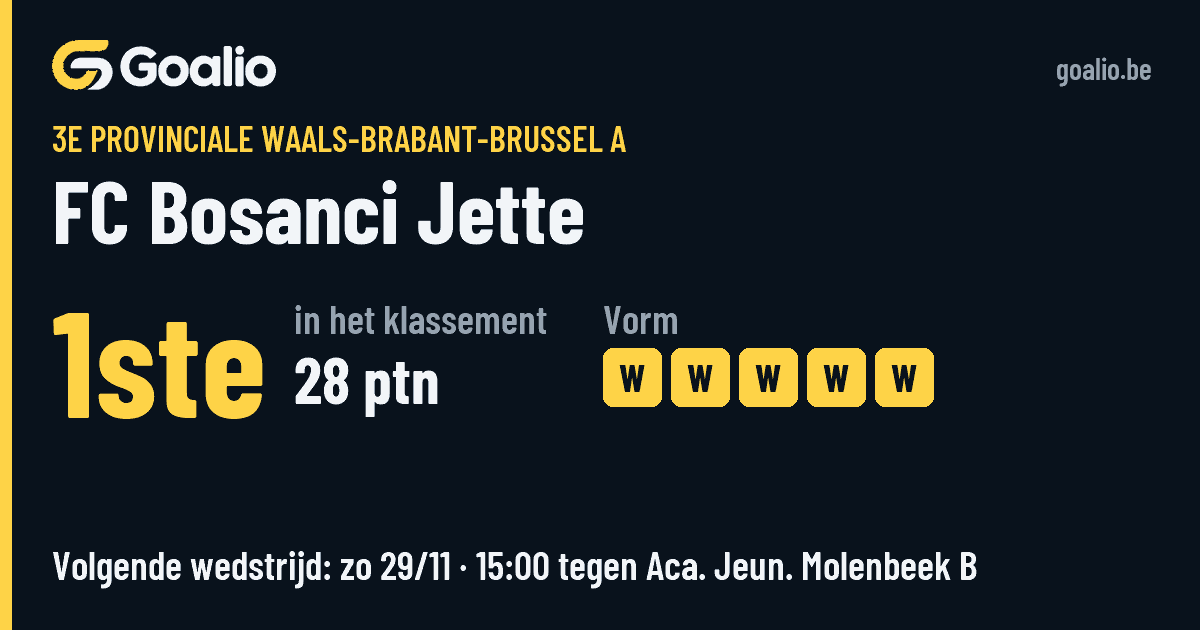 Goalio
goalio.be
3E PROVINCIALE WAALS-BRABANT-BRUSSEL A
FC Bosanci Jette
1ste
in het klassement
28 ptn
Vorm
W W W W W
Volgende wedstrijd: zo 29/11 · 15:00 tegen Aca. Jeun. Molenbeek B